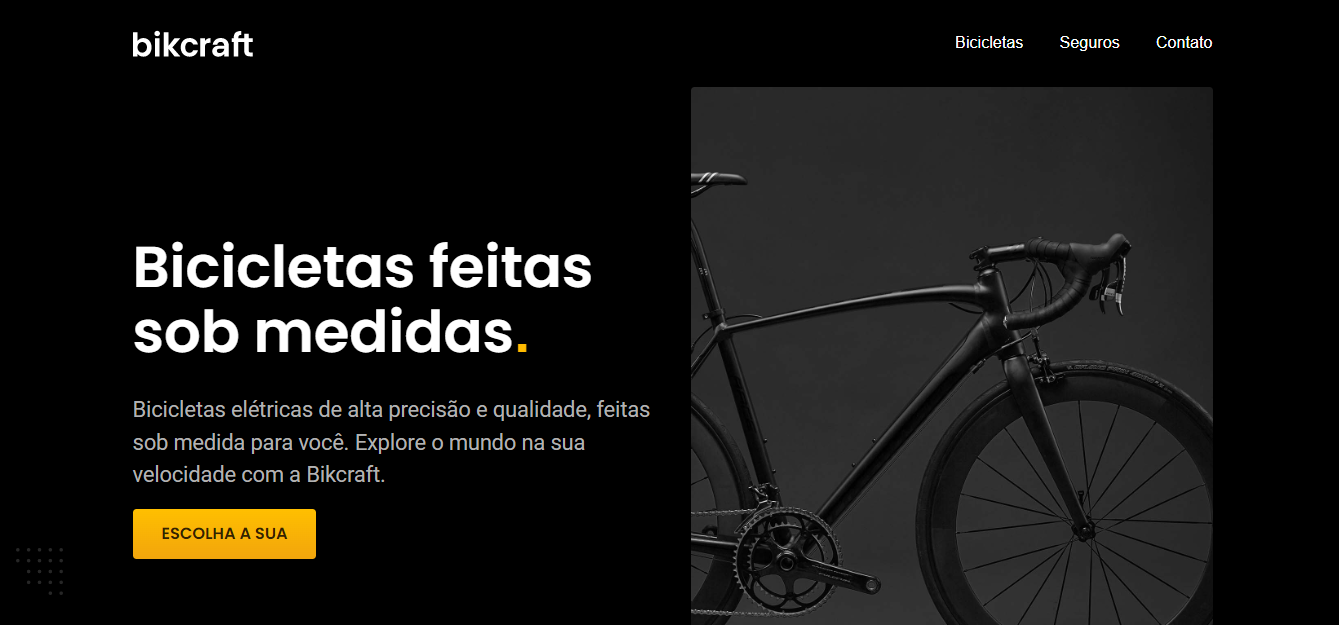 bikcraft
Bicicletas Seguros Contato
Bicicletas feitas
sob medidas.
Bicicletas elétricas de alta precisão e qualidade, feitas
sob medida para você. Explore o mundo na sua
velocidade com a Bikcraft.
ESCOLHA A SUA